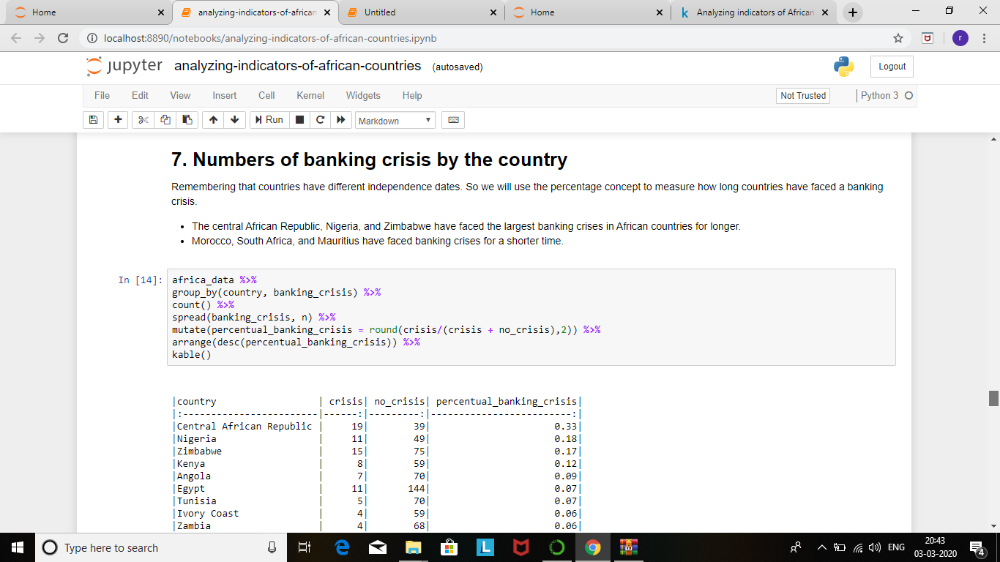 Home
analyzing-indicators-of-african
Untitled
Home
Analyzing indicators of African
localhost:8890/notebooks/analyzing-indicators-of-african-countries.ipynb
r
jupyter analyzing-indicators-of-african-countries (autosaved)
Logout
File Edit View Insert Cell Kernel Widgets Help
Not Trusted
Python 3
Run
Markdown
7. Numbers of banking crisis by the country
Remembering that countries have different independence dates. So we will use the percentage concept to measure how long countries have faced a banking
crisis.
• The central African Republic, Nigeria, and Zimbabwe have faced the largest banking crises in African countries for longer.
• Morocco, South Africa, and Mauritius have faced banking crises for a shorter time.
In [14]:
africa_data %>%
group_by(country, banking_crisis) %>%
count() %>%
spread(banking_crisis, n) %>%
mutate(percentual_banking_crisis = round(crisis/(crisis + no_crisis),2)) %>%
arrange(desc(percentual_banking_crisis)) %>%
kable()
|country | crisis| no_crisis| percentual_banking_crisis|
|:------------------------|------:|---------:|-------------------------:|
|Central African Republic | 19| 39| 0.33|
|Nigeria | 11| 49| 0.18|
|Zimbabwe | 15| 75| 0.17|
|Kenya | 8| 59| 0.12|
|Angola | 7| 70| 0.09|
|Egypt | 11| 144| 0.07|
|Tunisia | 5| 70| 0.07|
|Ivory Coast | 4| 59| 0.06|
|Zambia | 4| 68| 0.06|
Type here to search
L
ENG
20:43
03-03-2020
4